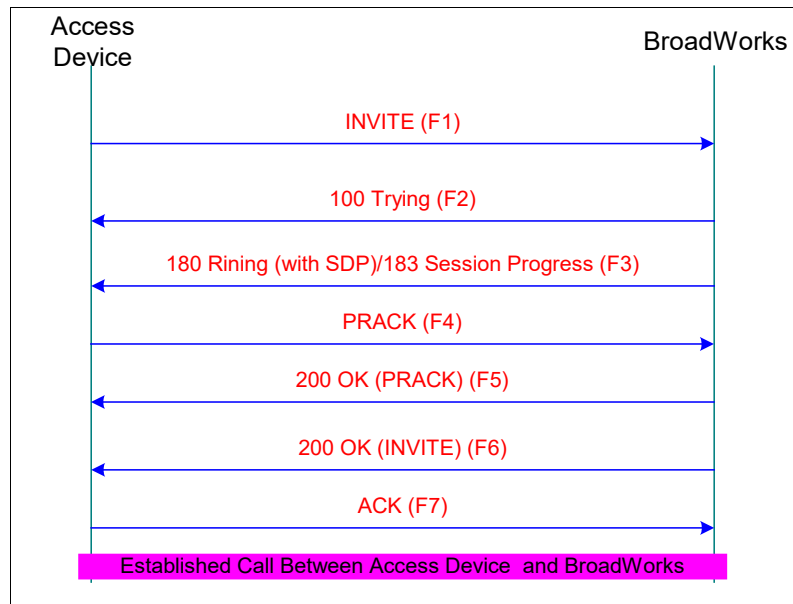 Access
Device
BroadWorks
INVITE (F1)
100 Trying (F2)
180 Rining (with SDP)/183 Session Progress (F3)
PRACK (F4)
200 OK (PRACK) (F5)
200 OK (INVITE) (F6)
ACK (F7)
Established Call Between Access Device and BroadWorks